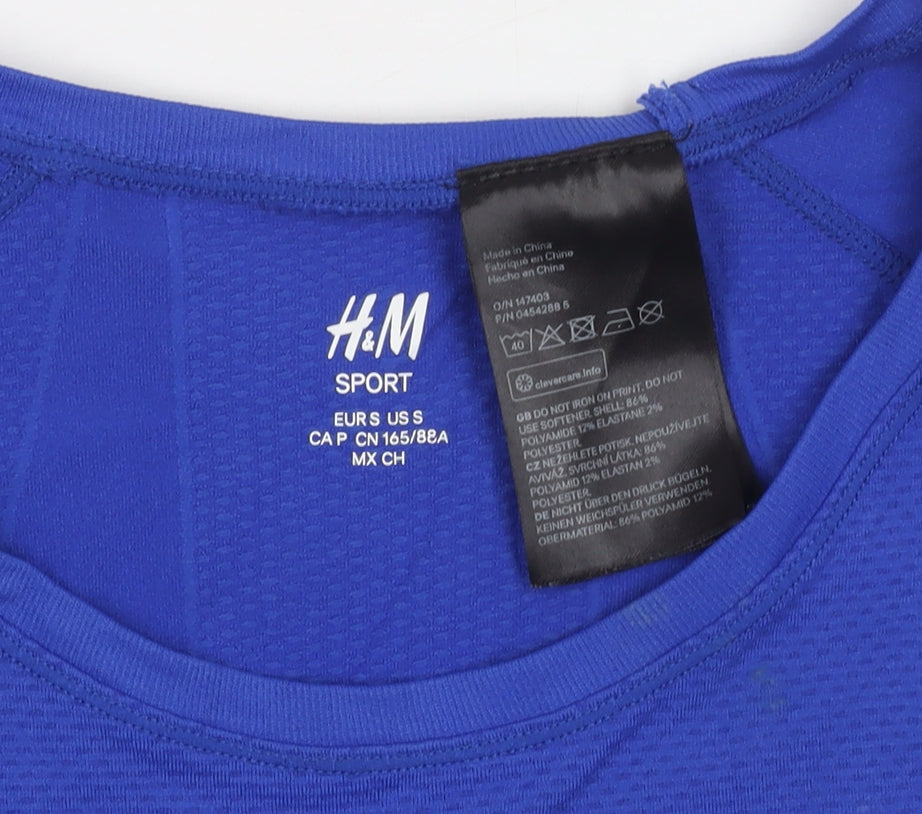 H&M
SPORT
EUR S US S
CA P CN 165/88A
MX CH
Made in China
Fabriqué en Chine
Hecho en China
O/N 147403
P/N 0454288 5
40
clevercare.info
GB DO NOT IRON ON PRINT. DO NOT
USE SOFTENER. SHELL: 86%
POLYAMIDE 12% ELASTANE 2%
POLYESTER.
CZ NEŽEHLETE POTISK. NEPOUŽÍVEJTE
AVIVÁŽ. SVRCHNÍ LÁTKA: 86%
POLYAMID 12% ELASTAN 2%
POLYESTER.
DE NICHT ÜBER DEN DRUCK BÜGELN.
KEINEN WEICHSPÜLER VERWENDEN
OBERMATERIAL: 86% POLYAMID 12%